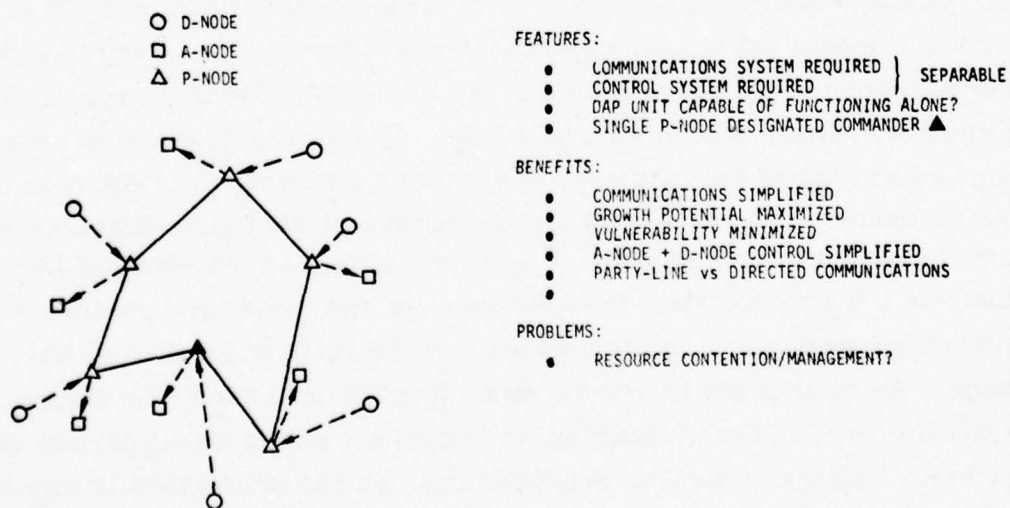 D-NODE
A-NODE
P-NODE
FEATURES:
COMMUNICATIONS SYSTEM REQUIRED
CONTROL SYSTEM REQUIRED
SEPARABLE
DAP UNIT CAPABLE OF FUNCTIONING ALONE?
SINGLE P-NODE DESIGNATED COMMANDER
BENEFITS:
COMMUNICATIONS SIMPLIFIED
GROWTH POTENTIAL MAXIMIZED
VULNERABILITY MINIMIZED
A-NODE + D-NODE CONTROL SIMPLIFIED
PARTY-LINE vs DIRECTED COMMUNICATIONS
PROBLEMS:
RESOURCE CONTENTION/MANAGEMENT?